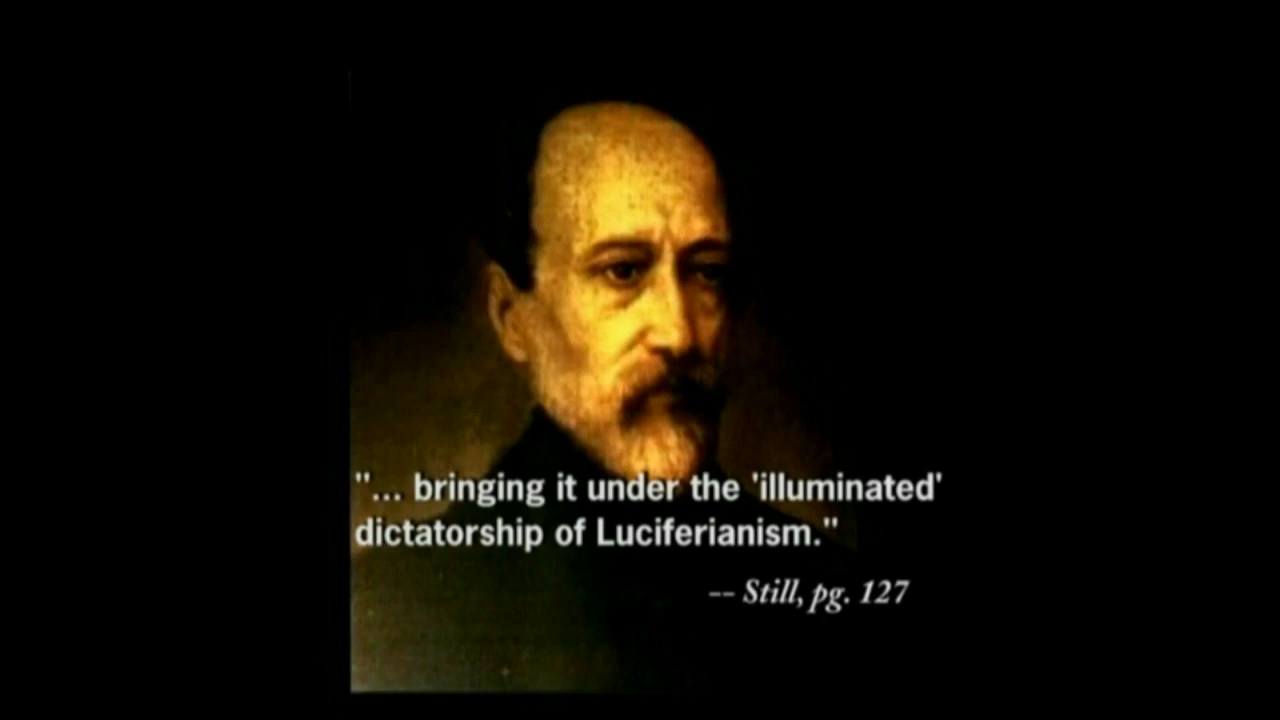 "... bringing it under the 'illuminated'
dictatorship of Luciferianism."
-- Still, pg. 127